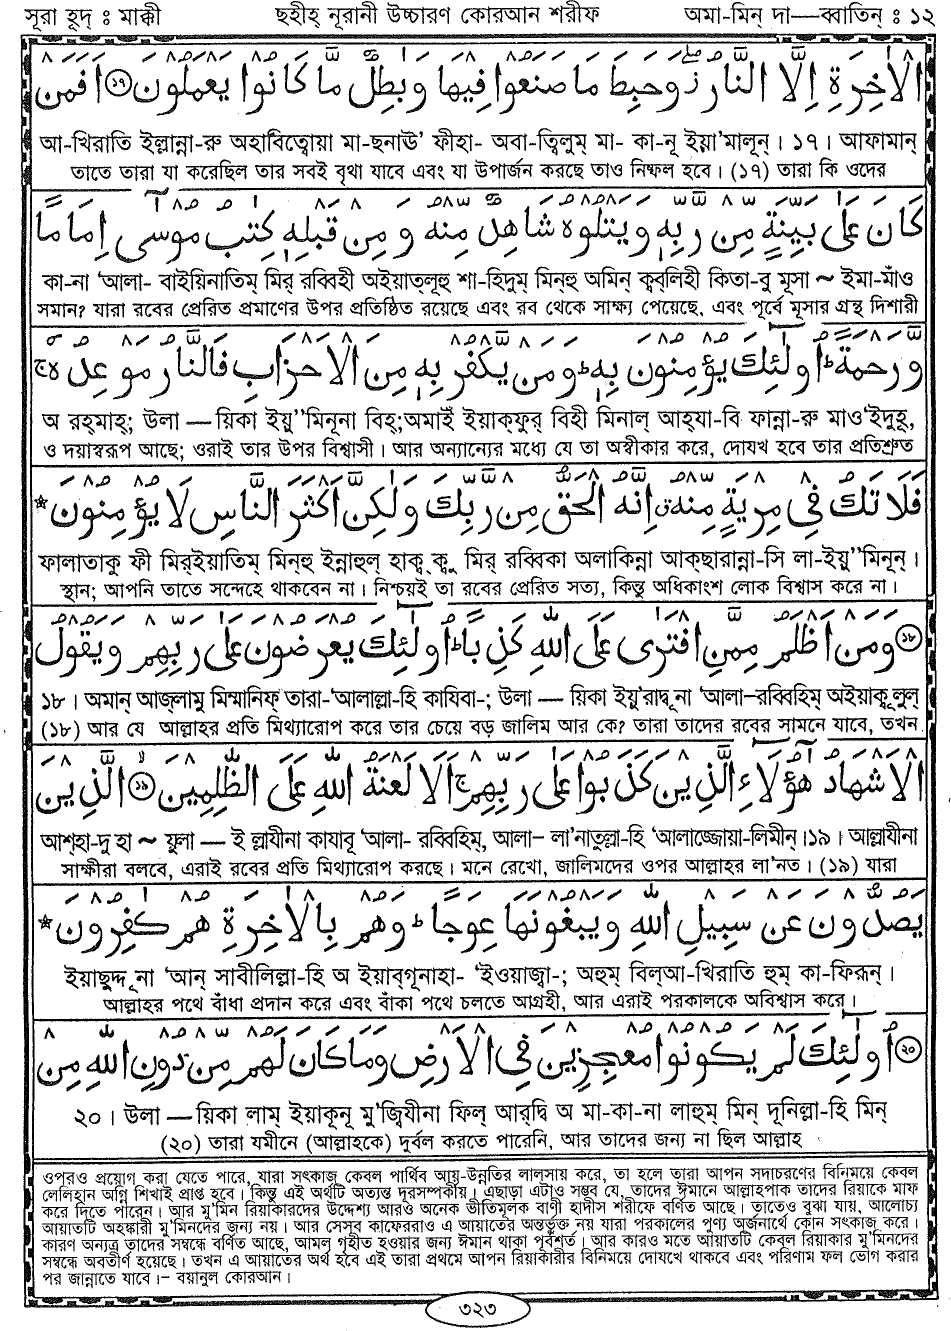 সূরা হূদ্ ঃ মাক্কী ছহীহ্ নূরানী উচ্চারণ কোরআন শরীফ অমা-মিন্ দা—ব্বাতিন্ ঃ ১২
الْاٰخِرَةِ اِلَّا النَّارُ ۖ وَحَبِطَ مَا صَنَعُوْا فِيْهَا وَبٰطِلٌ مَّا كَانُوْا يَعْمَلُوْنَ ۝١٦ اَفَمَنْ
আ-খিরাতি ইল্লান্না-রু অহাবিত্বোয়া মা-ছনাঊ’ ফীহা- অবা-ত্বিলুম্ মা- কা-নূ ইয়া’মালূন্। ১৭। আফামান্
তাতে তারা যা করেছিল তার সবই বৃথা যাবে এবং যা উপার্জন করছে তাও নিষ্ফল হবে। (১৭) তারা কি ওদের
كَانَ عَلٰى بَيِّنَةٍ مِّنْ رَّبِّهٖ وَيَتْلُوْهُ شَاهِدٌ مِّنْهُ وَمِنْ قَبْلِهٖ كِتٰبُ مُوْسٰٓى اِمَامًا
কা-না ‘আলা- বাইয়িনাতিম্ মির্ রব্বিহী অইয়াত্লূহু শা-হিদুম্ মিন্হু অমিন্ ক্বব্লিহী কিতা-বু মূসা ~ ইমা-মাঁও
সমান? যারা রবের প্রেরিত প্রমাণের উপর প্রতিষ্ঠিত রয়েছে এবং রব থেকে সাক্ষ্য পেয়েছে, এবং পূর্বে মূসার গ্রন্থ দিশারী
وَّرَحْمَةً ؕ اُولٰٓئِكَ يُؤْمِنُوْنَ بِهٖ ؕ وَمَنْ يَّكْفُرْ بِهٖ مِنَ الْاَحْزَابِ فَالنَّارُ مَوْعِدُهٗ ۚ
অ রহ্মাহ্; উলা — য়িকা ইয়ু”মিনূনা বিহ্;অমাইঁ ইয়াক্ফুর্ বিহী মিনাল্ আহ্যা-বি ফান্না-রু মাও’ইদুহূ,
ও দয়াস্বরূপ আছে; ওরাই তার উপর বিশ্বাসী। আর অন্যান্যের মধ্যে যে তা অস্বীকার করে, দোযখ হবে তার প্রতিশ্রুত
فَلَا تَكُ فِيْ مِرْيَةٍ مِّنْهُ ۗ اِنَّهُ الْحَقُّ مِنْ رَّبِّكَ وَلٰكِنَّ اَكْثَرَ النَّاسِ لَا يُؤْمِنُوْنَ *
ফালাতাকু ফী মির্ইয়াতিম্ মিন্হু ইন্নাহুল্ হাক্ব্ ক্বু মির্ রব্বিকা অলাকিন্না আক্ছারান্না-সি লা-ইয়ু”মিনূন্।
স্থান; আপনি তাতে সন্দেহে থাকবেন না। নিশ্চয়ই তা রবের প্রেরিত সত্য, কিন্তু অধিকাংশ লোক বিশ্বাস করে না।
۝١٨ وَمَنْ اَظْلَمُ مِمَّنِ افْتَرٰى عَلَى اللّٰهِ كَذِبًا ؕ اُولٰٓئِكَ يُعْرَضُوْنَ عَلٰى رَبِّهِمْ وَيَقُوْلُ
১৮। অমান্ আজ্লামু মিম্মানিফ্ তারা-‘আলাল্লা-হি কাযিবা-; উলা — য়িকা ইয়ু’রাদ্বূনা ‘আলা–রব্বিহিম্ অইয়াক্বূলুল্
(১৮) আর যে আল্লাহর প্রতি মিথ্যারোপ করে তার চেয়ে বড় জালিম আর কে? তারা তাদের রবের সামনে যাবে, তখন
الْاَشْهَادُ هٰٓؤُلَآءِ الَّذِيْنَ كَذَبُوْا عَلٰى رَبِّهِمْ ۚ اَلَا لَعْنَةُ اللّٰهِ عَلَى الظّٰلِمِيْنَ ۝١٩ الَّذِيْنَ
আশ্হা-দু হা ~ য়ুলা — ই ল্লাযীনা কাযাবূ ‘আলা- রব্বিহিম্, আলা– লা’নাতুল্লা-হি ‘আলাজ্জোয়া-লিমীন্।১৯। আল্লাযীনা
সাক্ষীরা বলবে, এরাই রবের প্রতি মিথ্যারোপ করছে। মনে রেখো, জালিমদের ওপর আল্লাহর লা’নত। (১৯) যারা
يَصُدُّوْنَ عَنْ سَبِيْلِ اللّٰهِ وَيَبْغُوْنَهَا عِوَجًا ؕ وَهُمْ بِالْاٰخِرَةِ هُمْ كٰفِرُوْنَ *
ইয়াছুদ্দূনা ‘আন্ সাবীলিল্লা-হি অ ইয়াব্গূনাহা- ‘ইওয়াজ্বা-; অহুম্ বিল্আ-খিরাতি হুম্ কা-ফিরূন্।
আল্লাহর পথে বাঁধা প্রদান করে এবং বাঁকা পথে চলতে আগ্রহী, আর এরাই পরকালকে অবিশ্বাস করে।
۝٢٠ اُولٰٓئِكَ لَمْ يَكُوْنُوْا مُعْجِزِيْنَ فِي الْاَرْضِ وَمَا كَانَ لَهُمْ مِّنْ دُوْنِ اللّٰهِ مِنْ
২০। উলা — য়িকা লাম্ ইয়াকূনূ মু’জ্বিযীনা ফিল্ আর্দ্বি অ মা-কা-না লাহুম্ মিন্ দূনিল্লা-হি মিন্
(২০) তারা যমীনে (আল্লাহকে) দুর্বল করতে পারেনি, আর তাদের জন্য না ছিল আল্লাহ
ওপরও প্রয়োগ করা যেতে পারে, যারা সৎকাজ কেবল পার্থিব আয়-উন্নতির লালসায় করে, তা হলে তারা আপন সদাচরণের বিনিময়ে কেবল
লেলিহান অগ্নি শিখাই প্রাপ্ত হবে। কিন্তু এই অর্থটি অত্যন্ত দূরসম্পর্কীয়। এছাড়া এটাও সম্ভব যে, তাদের ঈমানে আল্লাহপাক তাদের রিয়াকে মাফ
করে দিতে পারেন। আর মু’মিন রিয়াকারদের উদ্দেশ্য আরও অনেক ভীতিমূলক বাণী হাদীস শরীফে বর্ণিত আছে। তাতেও বুঝা যায়, আলোচ্য
আয়াতটি অহঙ্কারী মু’মিনদের জন্য নয়। আর সেসব কাফেররাও এ আয়াতের অন্তর্ভুক্ত নয় যারা পরকালের পুণ্য অর্জনার্থে কোন সৎকাজ করে।
কারণ অন্যত্র তাদের সম্বন্ধে বর্ণিত আছে, আমল গৃহীত হওয়ার জন্য ঈমান থাকা পূর্বশর্ত। আর কারও মতে আয়াতটি কেবল রিয়াকার মু’মিনদের
সম্বন্ধে অবতীর্ণ হয়েছে। তখন এ আয়াতের অর্থ হবে এই তারা প্রথমে আপন রিয়াকারীর বিনিময়ে দোযখে থাকবে এবং পরিণাম ফল ভোগ করার
পর জান্নাতে যাবে।– বয়ানুল কোরআন।
৩২৩